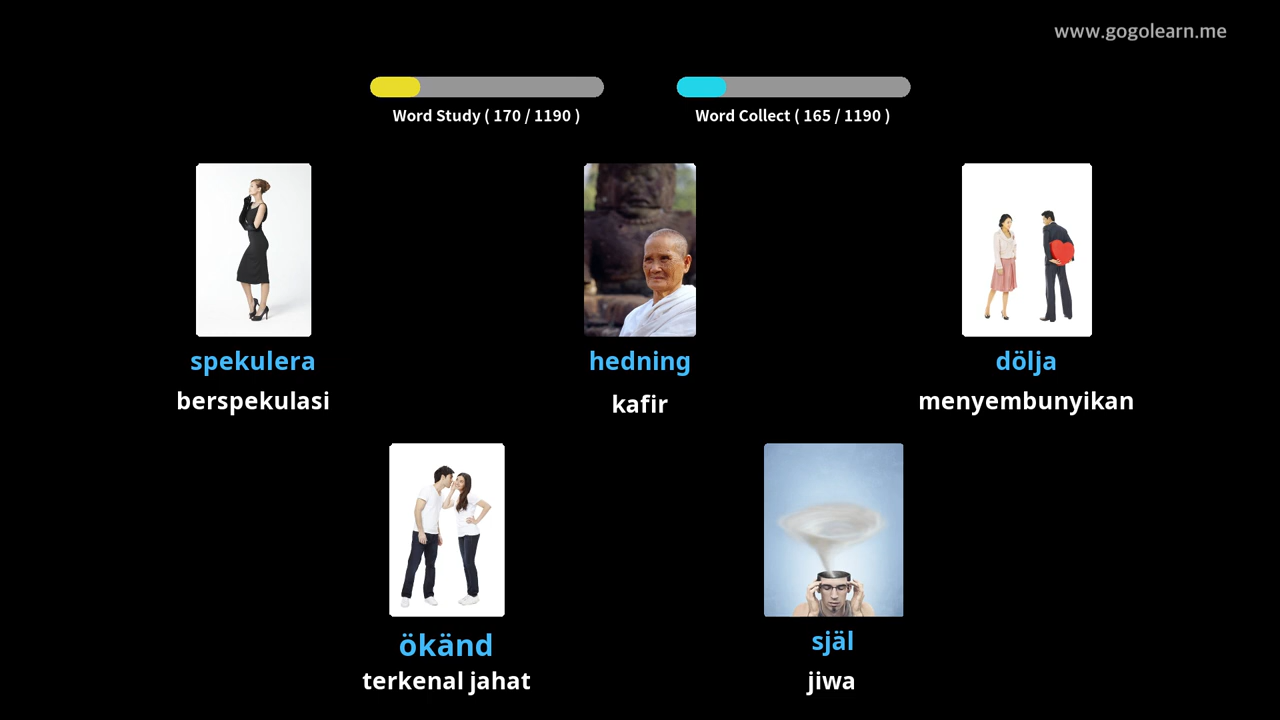 www.gogolearn.me
Word Study ( 170 / 1190 )
Word Collect ( 165 / 1190 )
spekulera
berspekulasi
hedning
kafir
dölja
menyembunyikan
ökänd
terkenal jahat
själ
jiwa